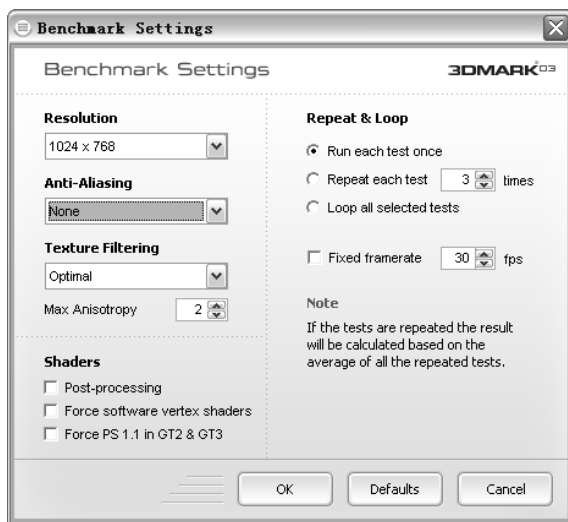 Benchmark Settings
Benchmark Settings
3DMARK®03
Resolution
1024 x 768
Anti-Aliasing
None
Texture Filtering
Optimal
Max Anisotropy 2
Shaders
Post-processing
Force software vertex shaders
Force PS 1.1 in GT2 & GT3
Repeat & Loop
Run each test once
Repeat each test 3 times
Loop all selected tests
Fixed framerate 30 fps
Note
If the tests are repeated the result
will be calculated based on the
average of all the repeated tests.
OK
Defaults
Cancel